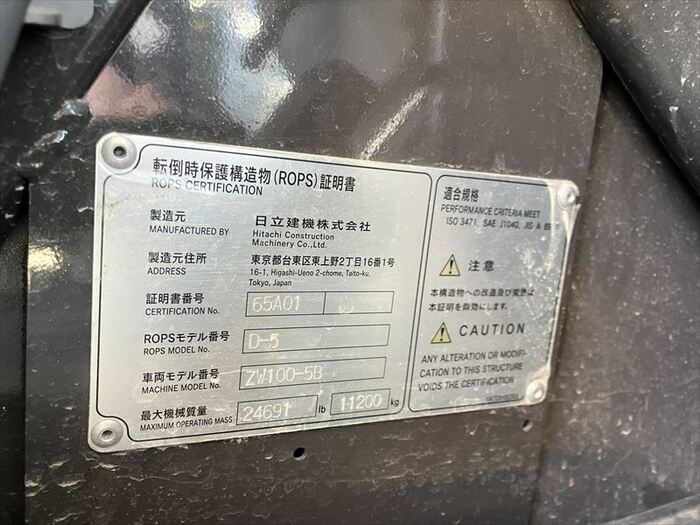 転倒時保護構造物(ROPS)証明書
ROPS CERTIFICATION
製造元
MANUFACTURED BY
日立建機株式会社
Hitachi Construction
Machinery Co., Ltd.
製造元住所
ADDRESS
東京都台東区東上野2丁目16番1号
16-1, Higashi-Ueno 2-chome, Taito-ku,
Tokyo, Japan
証明書番号
CERTIFICATION No.
65A01
ROPSモデル番号
ROPS MODEL No.
D-5
車両モデル番号
MACHINE MODEL No.
ZW100-5B
最大機械質量
MAXIMUM OPERATING MASS
24691 lb 11200 kg
適合規格
PERFORMANCE CRITERIA MEET
ISO 3471, SAE J1040, JIS A
注意
本構造物への改造及び変更は
本証明を無効にします.
CAUTION
ANY ALTERATION OR MODIFI-
CATION TO THIS STRUCTURE
VOIDS THE CERTIFICATION